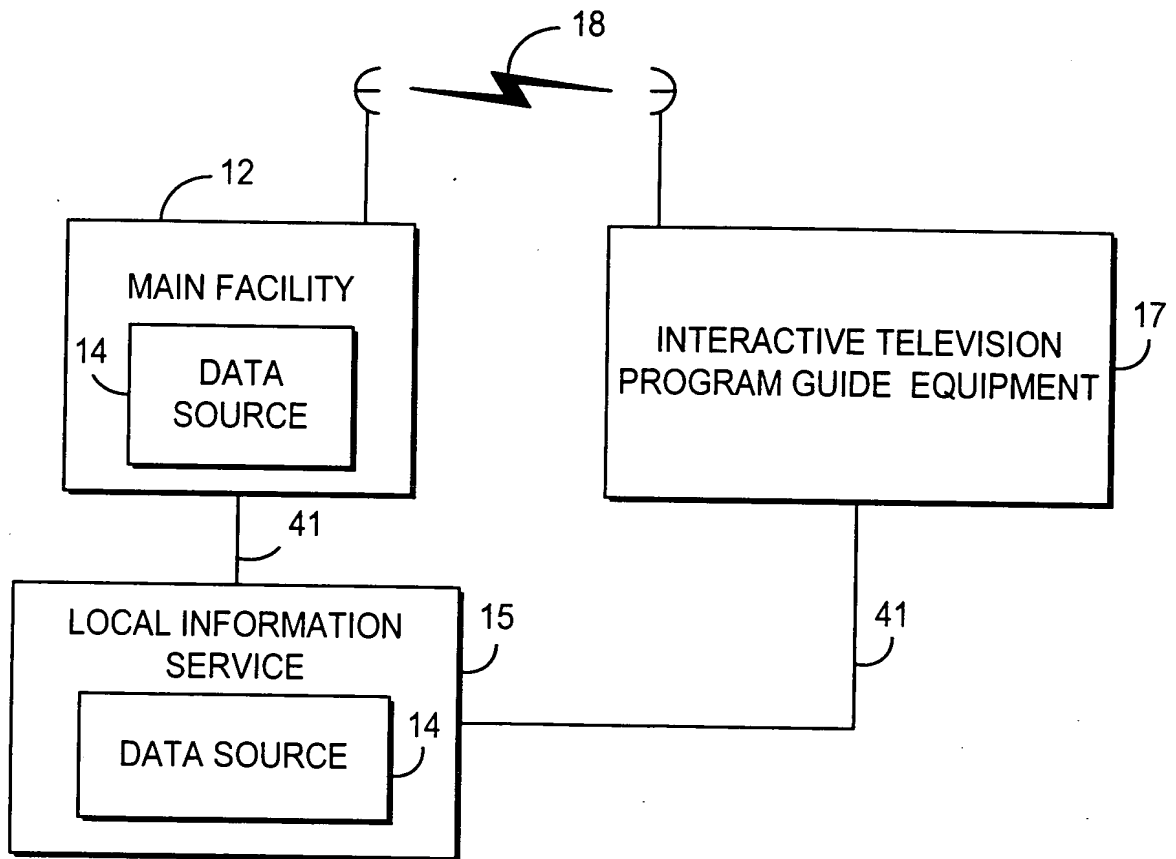 18
12
MAIN FACILITY
14
DATA
SOURCE
INTERACTIVE TELEVISION
PROGRAM GUIDE EQUIPMENT
17
41
LOCAL INFORMATION
SERVICE
15
41
14
DATA SOURCE